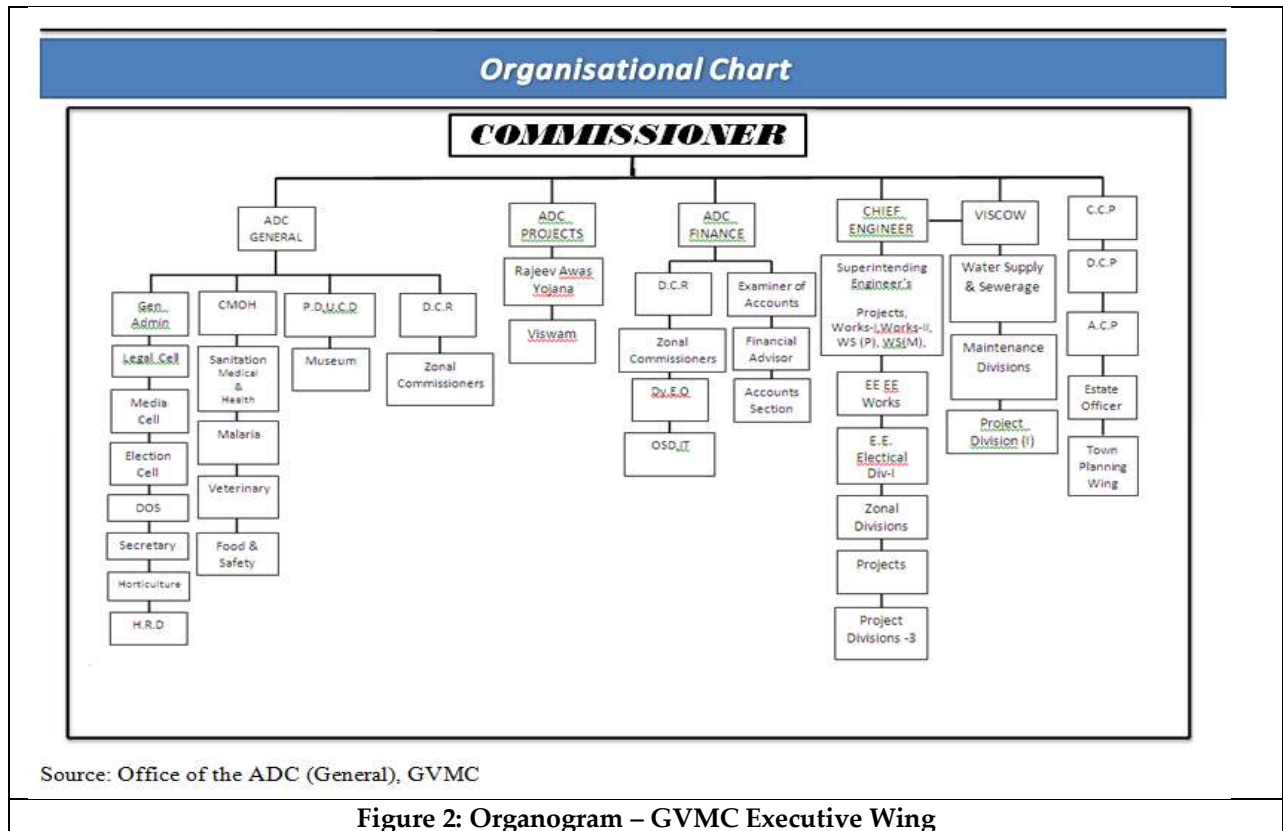 Organisational Chart
COMMISSIONER
ADC
GENERAL
ADC
PROJECTS
ADC
FINANCE
CHIEF
ENGINEER
VISCOW
C.C.P
Gen.
Admin
Legal Cell
Media
Cell
Election
Cell
DOS
Secretary
Horticulture
H.R.D
CMOH
Sanitation
Medical
&
Health
Malaria
Veterinary
Food &
Safety
P.D.U.C.D
Museum
D.C.R
Zonal
Commissioners
Rajeev Awas
Yojana
Viswam
D.C.R
Zonal
Commissioners
Dy.E.O
OSD.IT
Examiner of
Accounts
Financial
Advisor
Accounts
Section
Superintending
Engineer's
Projects,
Works-I,Works-II,
WS (P), WS(M),
EE EE
Works
E.E.
Electical
Div-I
Zonal
Divisions
Projects
Project
Divisions -3
Water Supply
& Sewerage
Maintenance
Divisions
Project
Division (I)
D.C.P
A.C.P
Estate
Officer
Town
Planning
Wing
Source: Office of the ADC (General), GVMC
Figure 2: Organogram – GVMC Executive Wing